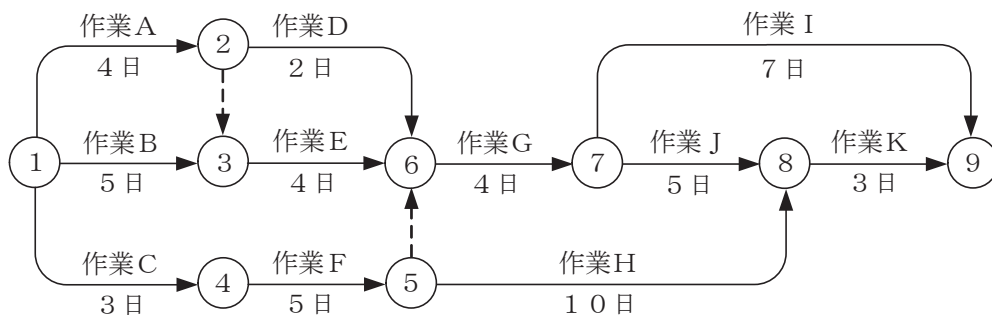 作業A
4日
2
作業D
2日
作業I
7日
1
作業B
5日
3
作業E
4日
6
作業G
4日
7
作業J
5日
8
作業K
3日
9
作業C
3日
4
作業F
5日
5
作業H
10日